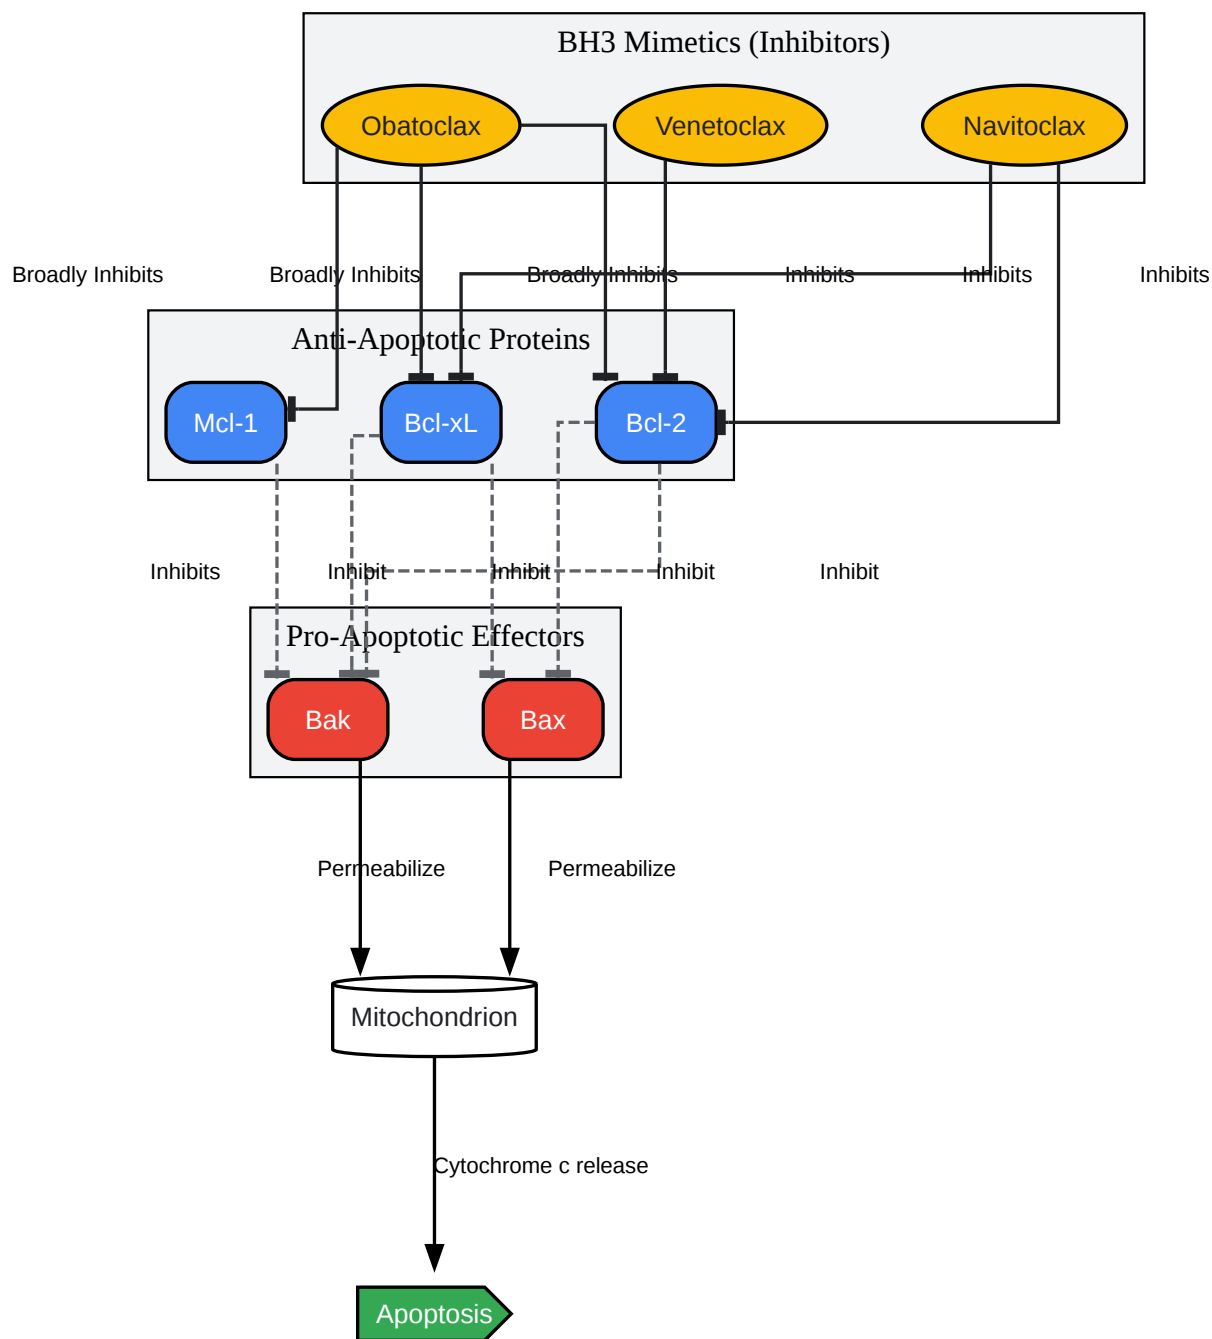 BH3 Mimetics (Inhibitors)
Obatoclax
Venetoclax
Navitoclax
Broadly Inhibits
Broadly Inhibits
Broadly Inhibits
Inhibits
Inhibits
Inhibits
Anti-Apoptotic Proteins
Mcl-1
Bcl-xL
Bcl-2
Inhibits
Inhibit
Inhibit
Inhibit
Inhibit
Pro-Apoptotic Effectors
Bak
Bax
Permeabilize
Permeabilize
Mitochondrion
Cytochrome c release
Apoptosis